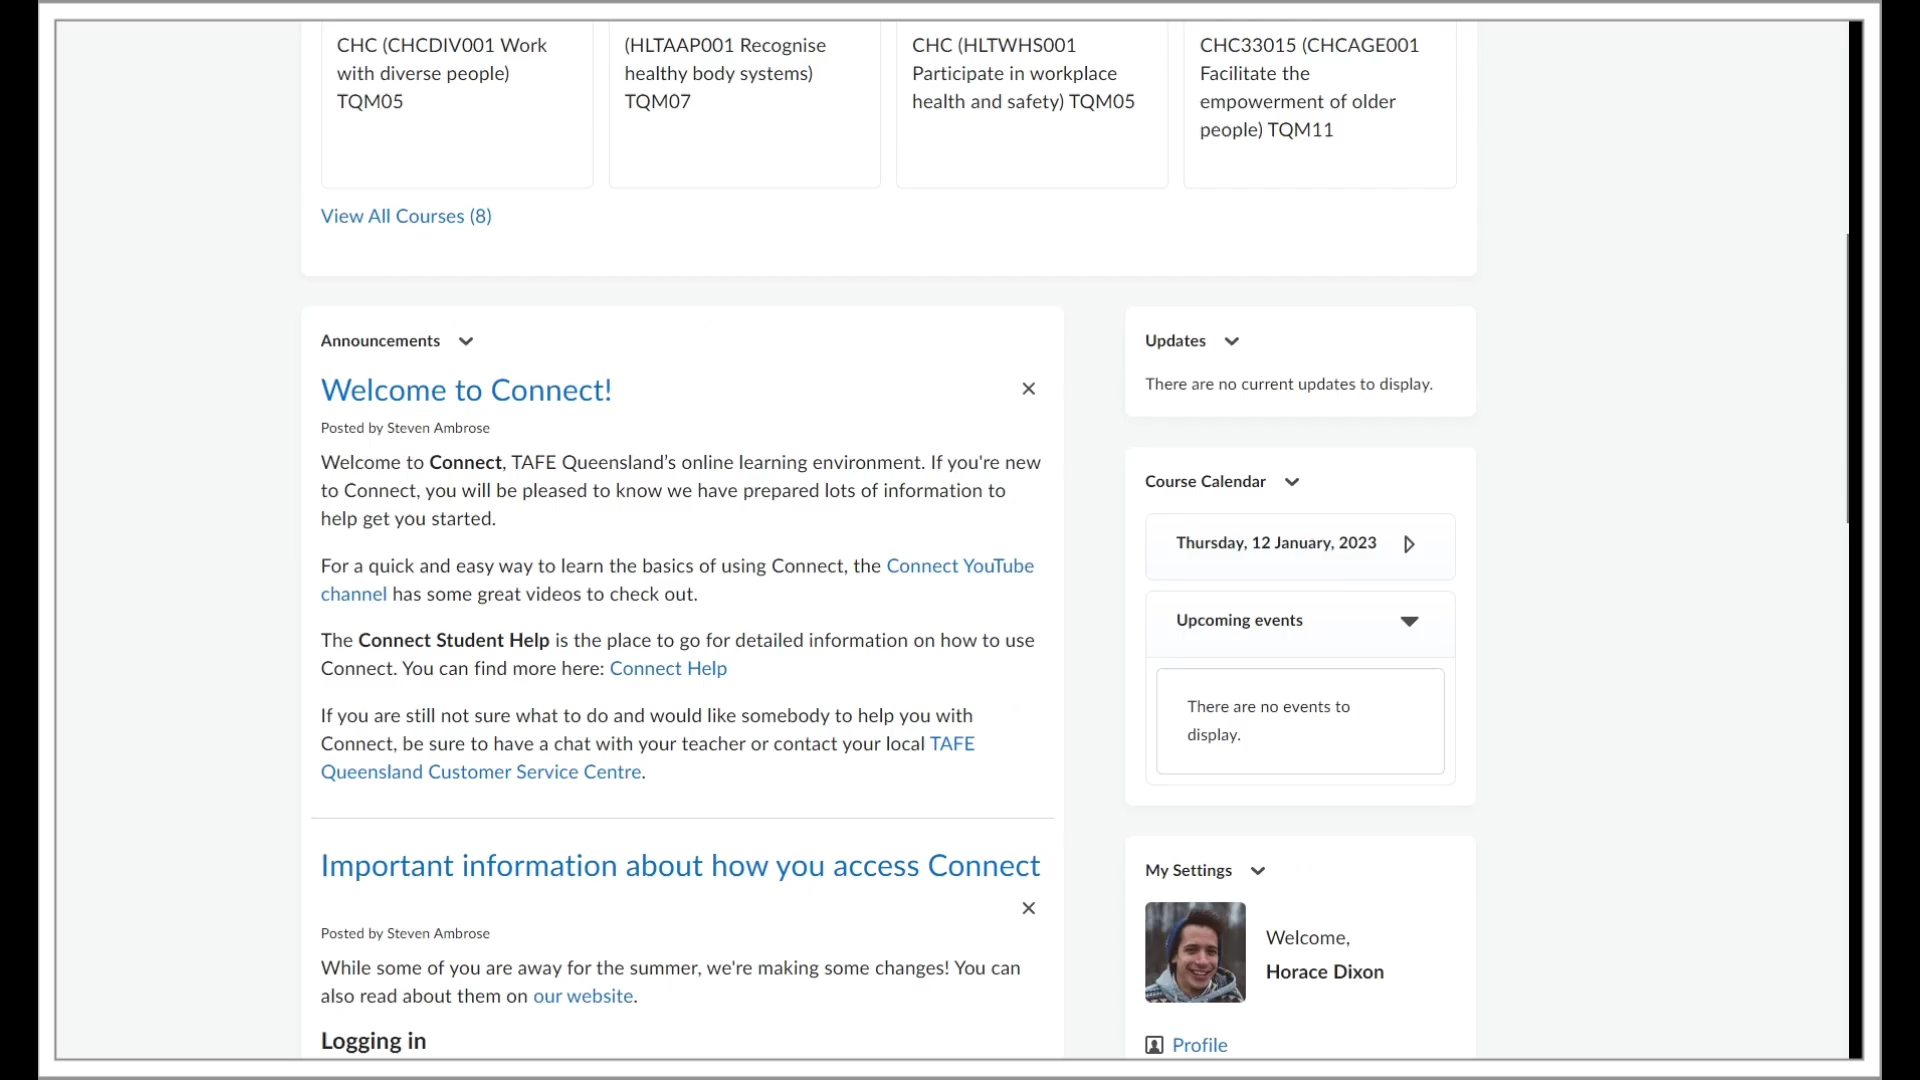 CHC (CHCDIV001 Work
with diverse people)
TQM05
(HLTAAP001 Recognise
healthy body systems)
TQM07
CHC (HLTWHS001
Participate in workplace
health and safety) TQM05
CHC33015 (CHCAGE001
Facilitate the
empowerment of older
people) TQM11
View All Courses (8)
Announcements
Welcome to Connect!
Posted by Steven Ambrose
Welcome to Connect, TAFE Queensland’s online learning environment. If you're new
to Connect, you will be pleased to know we have prepared lots of information to
help get you started.
For a quick and easy way to learn the basics of using Connect, the Connect YouTube
channel has some great videos to check out.
The Connect Student Help is the place to go for detailed information on how to use
Connect. You can find more here: Connect Help
If you are still not sure what to do and would like somebody to help you with
Connect, be sure to have a chat with your teacher or contact your local TAFE
Queensland Customer Service Centre.
Important information about how you access Connect
Posted by Steven Ambrose
While some of you are away for the summer, we're making some changes! You can
also read about them on our website.
Logging in
Updates
There are no current updates to display.
Course Calendar
Thursday, 12 January, 2023
Upcoming events
There are no events to
display.
My Settings
Welcome,
Horace Dixon
Profile